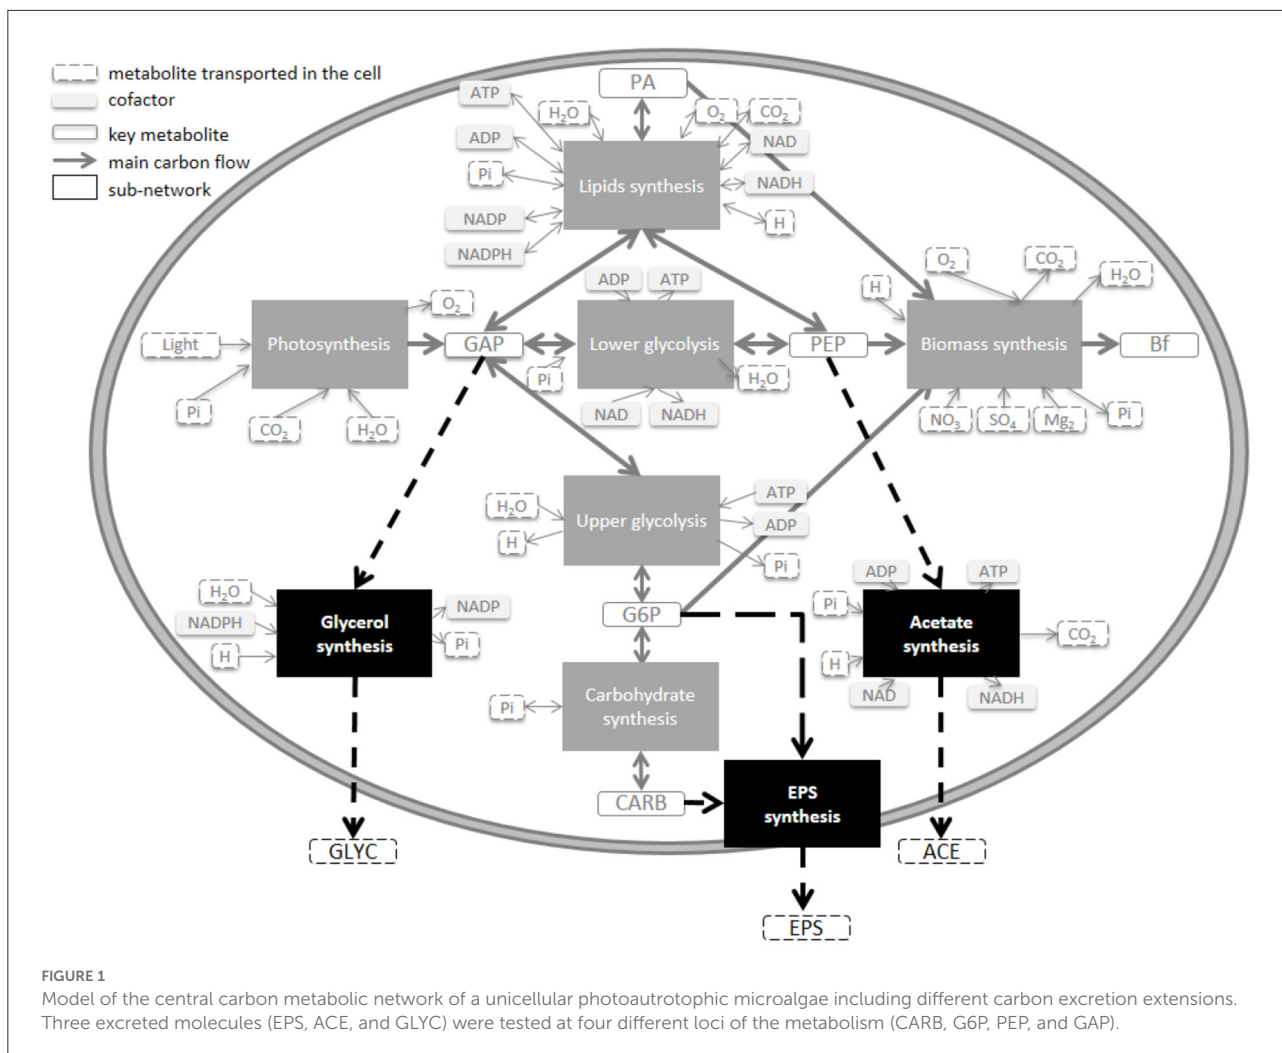 metabolite transported in the cell
cofactor
key metabolite
main carbon flow
sub-network
PA
ATP
H₂O
O₂
CO₂
ADP
NAD
Pi
Lipids synthesis
NADH
NADP
H
NADPH
O₂
CO₂
H₂O
H
ADP
ATP
O₂
Light
Photosynthesis
GAP
Lower glycolysis
PEP
Biomass synthesis
Bf
Pi
H₂O
Pi
CO₂
H₂O
NAD
NADH
NO₃
SO₄
Mg₂
Pi
H₂O
ATP
Upper glycolysis
ADP
H
Pi
H₂O
NADPH
H
Glycerol
synthesis
NADP
Pi
G6P
ADP
ATP
Pi
Acetate
synthesis
CO₂
H
NAD
NADH
Pi
Carbohydrate
synthesis
CARB
EPS
synthesis
GLYC
ACE
EPS
FIGURE 1
Model of the central carbon metabolic network of a unicellular photoautrotophic microalgae including different carbon excretion extensions.
Three excreted molecules (EPS, ACE, and GLYC) were tested at four different loci of the metabolism (CARB, G6P, PEP, and GAP).